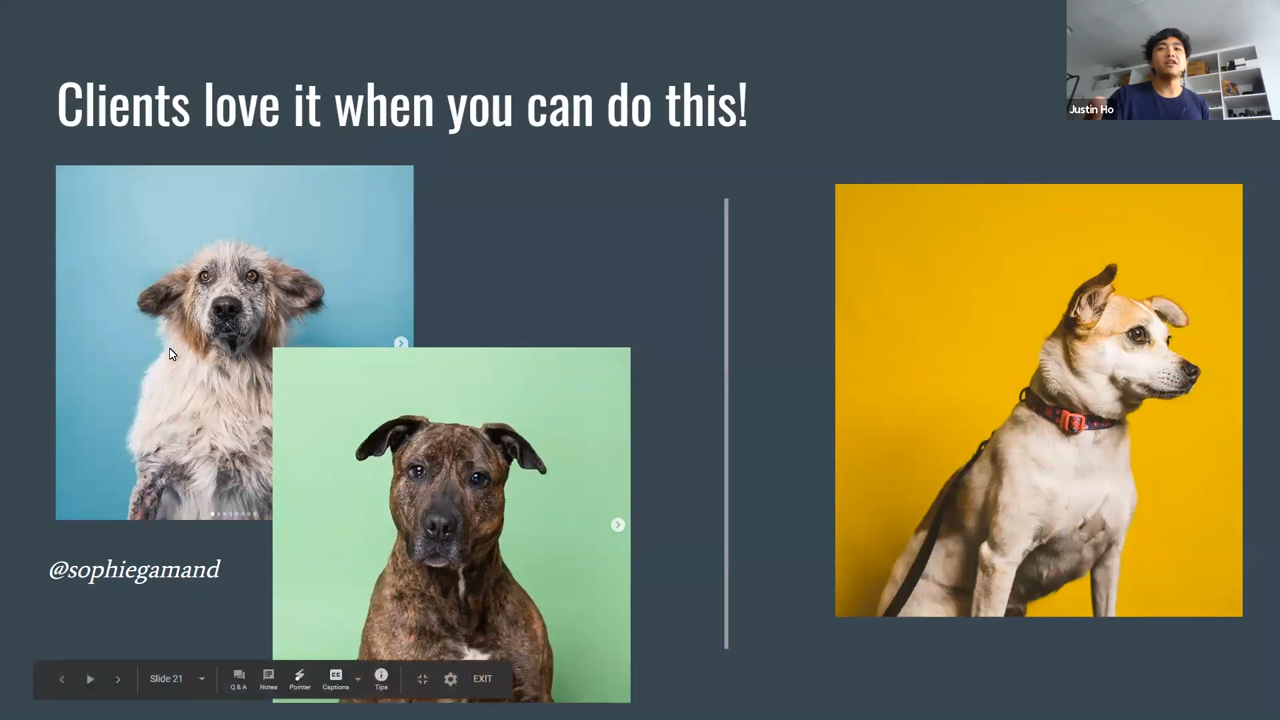 Clients love it when you can do this!
Justin Ho
@sophiegamand
Slide 21
Q & A
Notes
Pointer
Captions
Tips
EXIT